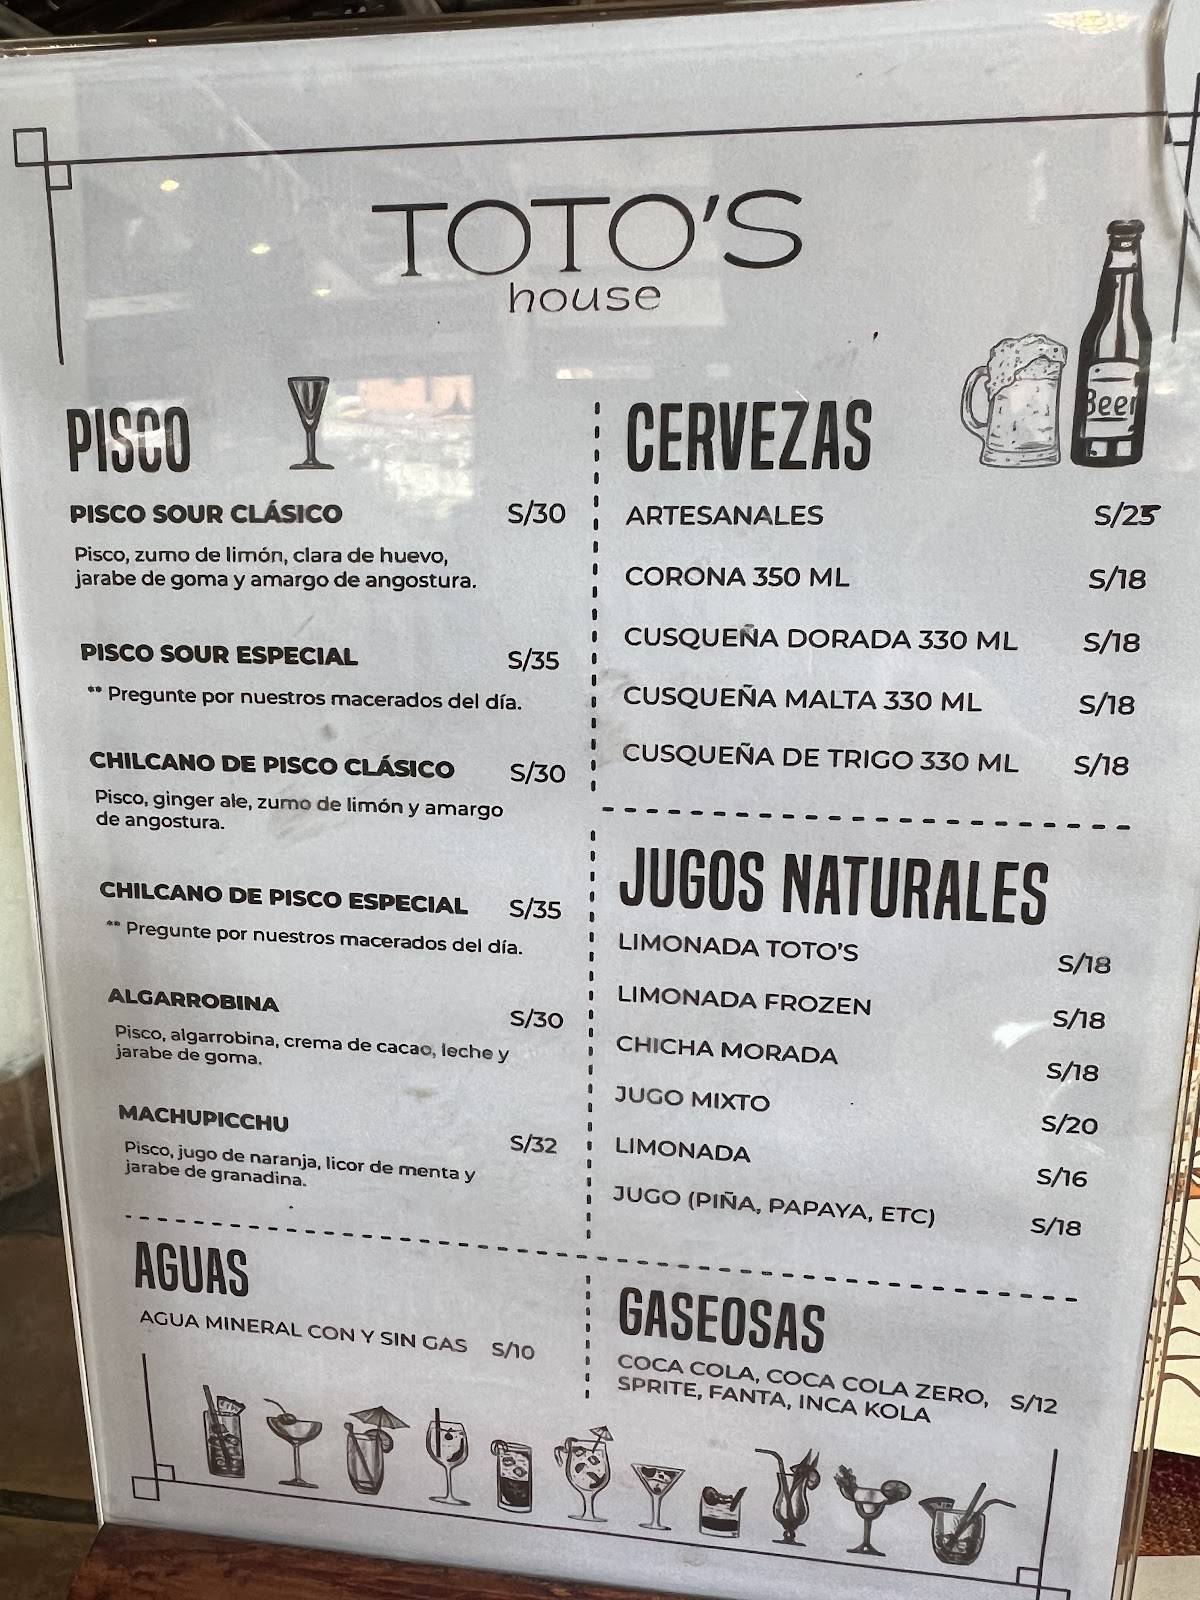 TOTO'S
house
PISCO
PISCO SOUR CLÁSICO S/30
Pisco, zumo de limón, clara de huevo,
jarabe de goma y amargo de angostura.
PISCO SOUR ESPECIAL S/35
** Pregunte por nuestros macerados del día.
CHILCANO DE PISCO CLÁSICO S/30
Pisco, ginger ale, zumo de limón y amargo
de angostura.
CHILCANO DE PISCO ESPECIAL S/35
** Pregunte por nuestros macerados del día.
ALGARROBINA S/30
Pisco, algarrobina, crema de cacao, leche y
jarabe de goma.
MACHUPICCHU S/32
Pisco, jugo de naranja, licor de menta y
jarabe de granadina.
AGUAS
AGUA MINERAL CON Y SIN GAS S/10
CERVEZAS
Beer
ARTESANALES S/25
CORONA 350 ML S/18
CUSQUEÑA DORADA 330 ML S/18
CUSQUEÑA MALTA 330 ML S/18
CUSQUEÑA DE TRIGO 330 ML S/18
JUGOS NATURALES
LIMONADA TOTO'S S/18
LIMONADA FROZEN S/18
CHICHA MORADA S/18
JUGO MIXTO S/20
LIMONADA S/16
JUGO (PIÑA, PAPAYA, ETC) S/18
GASEOSAS
COCA COLA, COCA COLA ZERO, S/12
SPRITE, FANTA, INCA KOLA